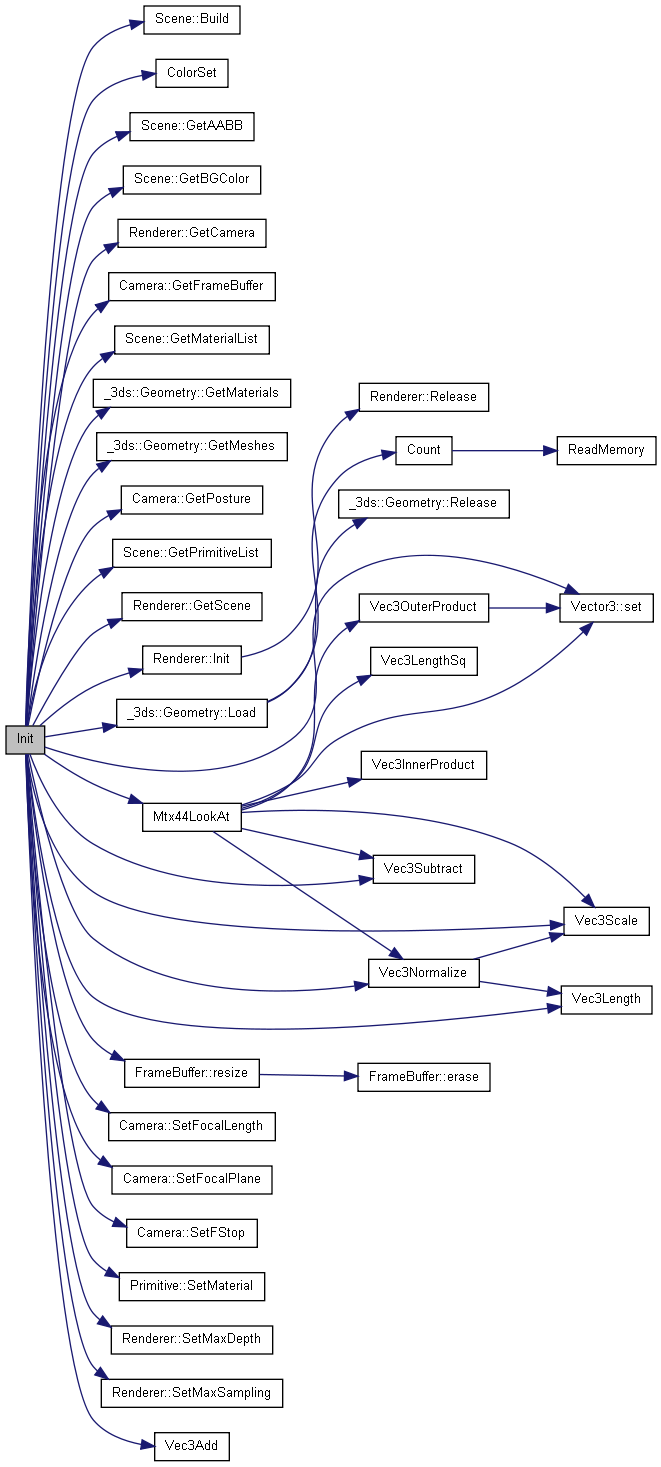 Scene::Build
ColorSet
Scene::GetAABB
Scene::GetBGColor
Renderer::GetCamera
Camera::GetFrameBuffer
Scene::GetMaterialList
_3ds::Geometry::GetMaterials
Renderer::Release
_3ds::Geometry::GetMeshes
Count
ReadMemory
Camera::GetPosture
_3ds::Geometry::Release
Scene::GetPrimitiveList
Renderer::GetScene
Vec3OuterProduct
Vector3::set
Renderer::Init
Vec3LengthSq
_3ds::Geometry::Load
Init
Vec3InnerProduct
Mtx44LookAt
Vec3Subtract
Vec3Scale
Vec3Normalize
Vec3Length
FrameBuffer::resize
FrameBuffer::erase
Camera::SetFocalLength
Camera::SetFocalPlane
Camera::SetFStop
Primitive::SetMaterial
Renderer::SetMaxDepth
Renderer::SetMaxSampling
Vec3Add